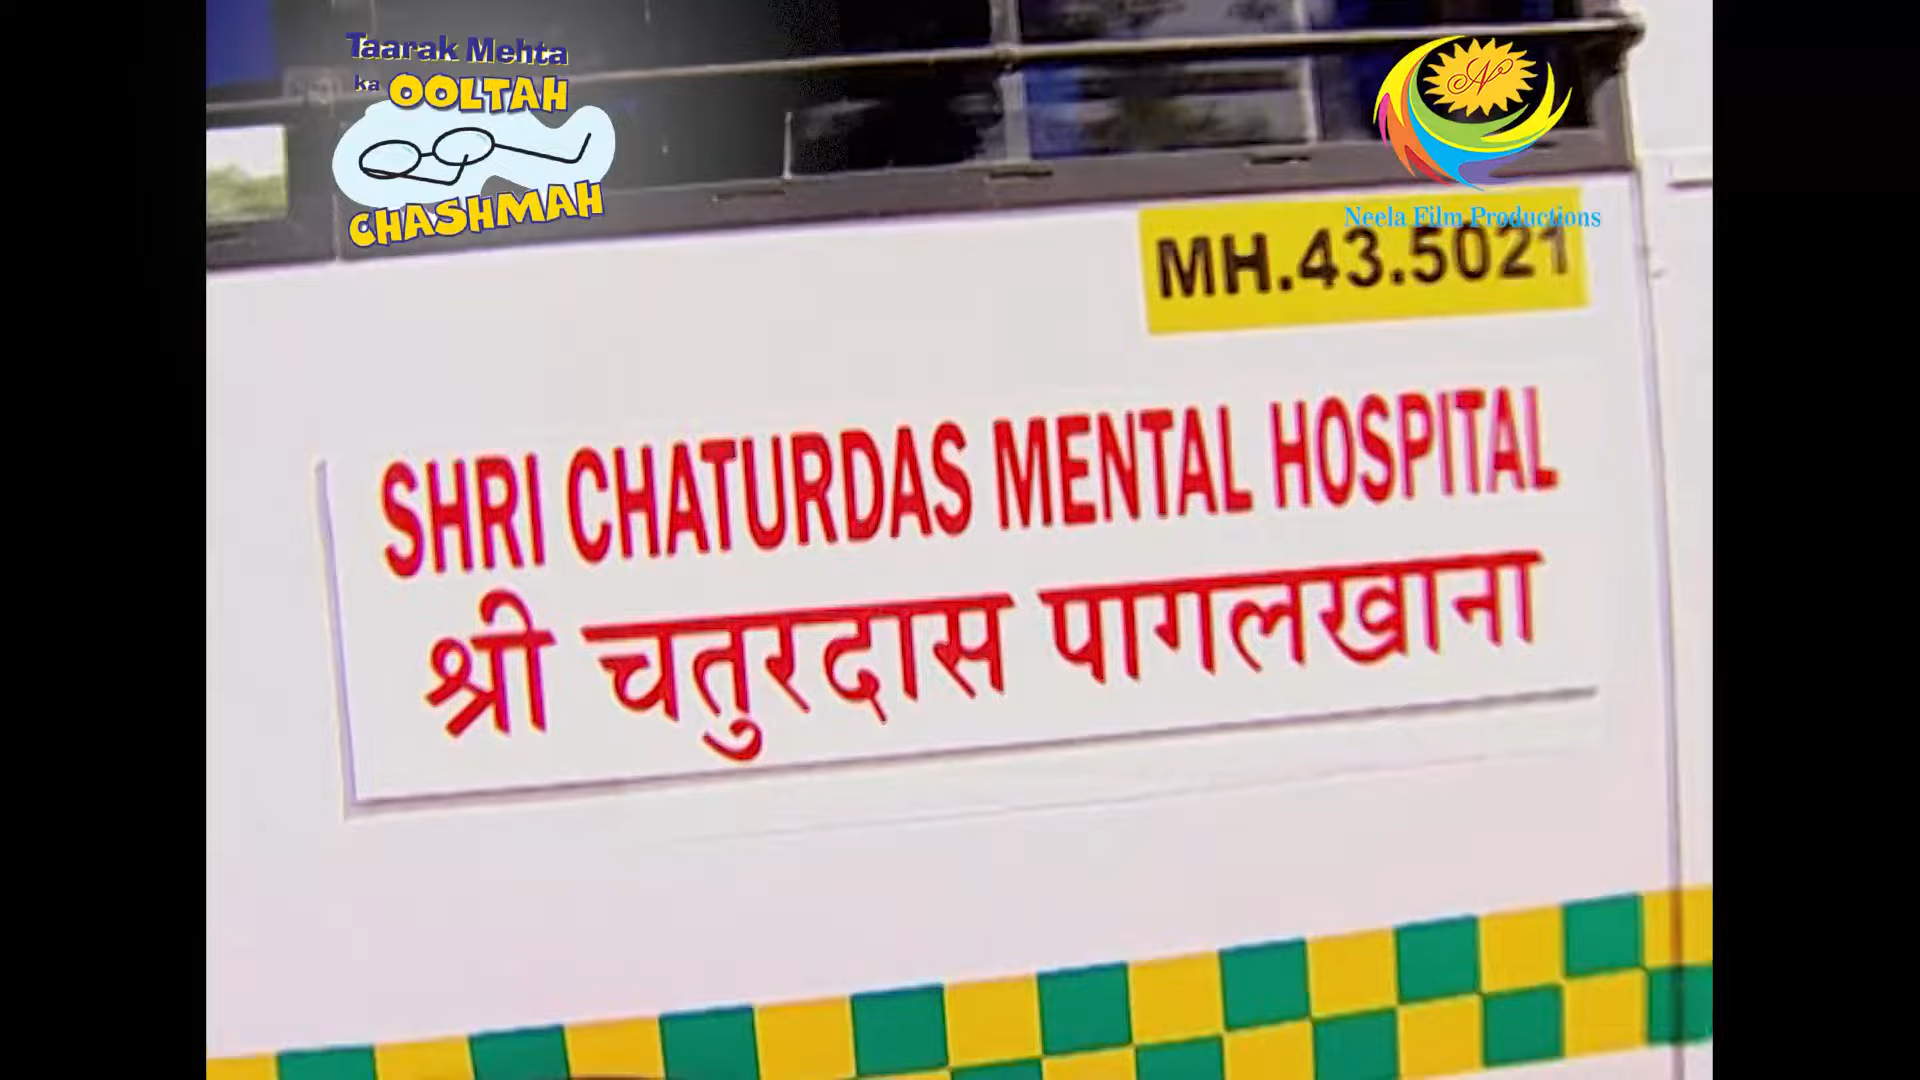 Taarak Mehta
ka OOLTAH
CHASHMAH
Neela Film Productions
MH.43.5021
SHRI CHATURDAS MENTAL HOSPITAL
श्री चतुरदास पागलखाना